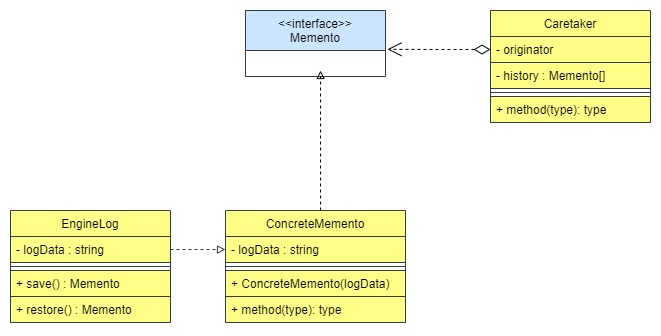 <<interface>>
Memento
Caretaker
- originator
- history : Memento[]
+ method(type): type
EngineLog
- logData : string
+ save() : Memento
+ restore() : Memento
ConcreteMemento
- logData : string
+ ConcreteMemento(logData)
+ method(type): type